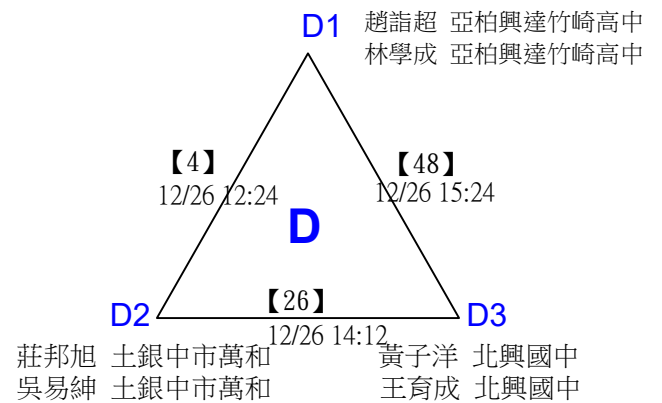 D1 趙詣超 亞柏興達竹崎高中
林學成 亞柏興達竹崎高中
【4】 【48】
12/26 12:24 12/26 15:24
D
【26】
D2 D3
12/26 14:12
莊邦旭 土銀中市萬和 黃子洋 北興國中
吳易紳 土銀中市萬和 王育成 北興國中